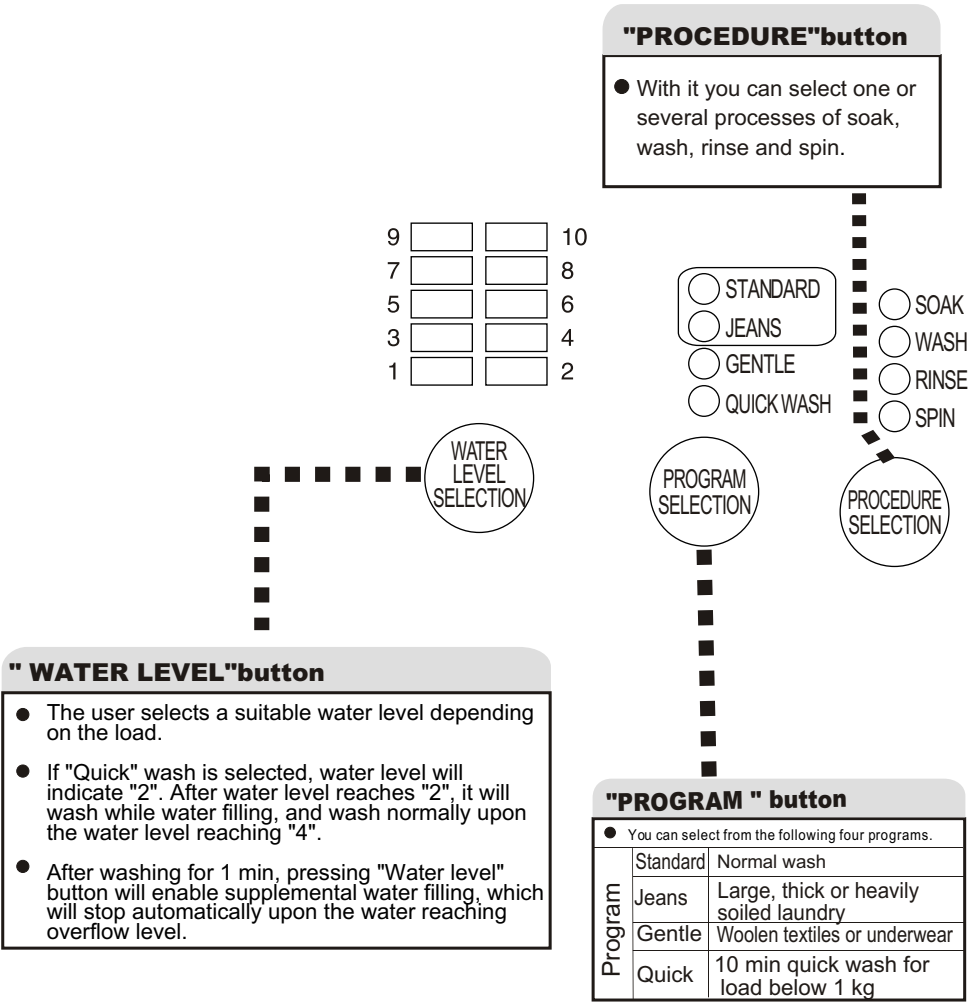 "PROCEDURE"button
● With it you can select one or
several processes of soak,
wash, rinse and spin.
9 10
7 8
5 6
3 4
1 2
STANDARD
JEANS
GENTLE
QUICK WASH
SOAK
WASH
RINSE
SPIN
WATER
LEVEL
SELECTION
PROGRAM
SELECTION
PROCEDURE
SELECTION
" WATER LEVEL"button
● The user selects a suitable water level depending
on the load.
● If "Quick" wash is selected, water level will
indicate "2". After water level reaches "2", it will
wash while water filling, and wash normally upon
the water level reaching "4".
● After washing for 1 min, pressing "Water level"
button will enable supplemental water filling, which
will stop automatically upon the water reaching
overflow level.
"PROGRAM " button
● You can select from the following four programs.
Program
Standard Normal wash
Jeans Large, thick or heavily
soiled laundry
Gentle Woolen textiles or underwear
Quick 10 min quick wash for
load below 1 kg